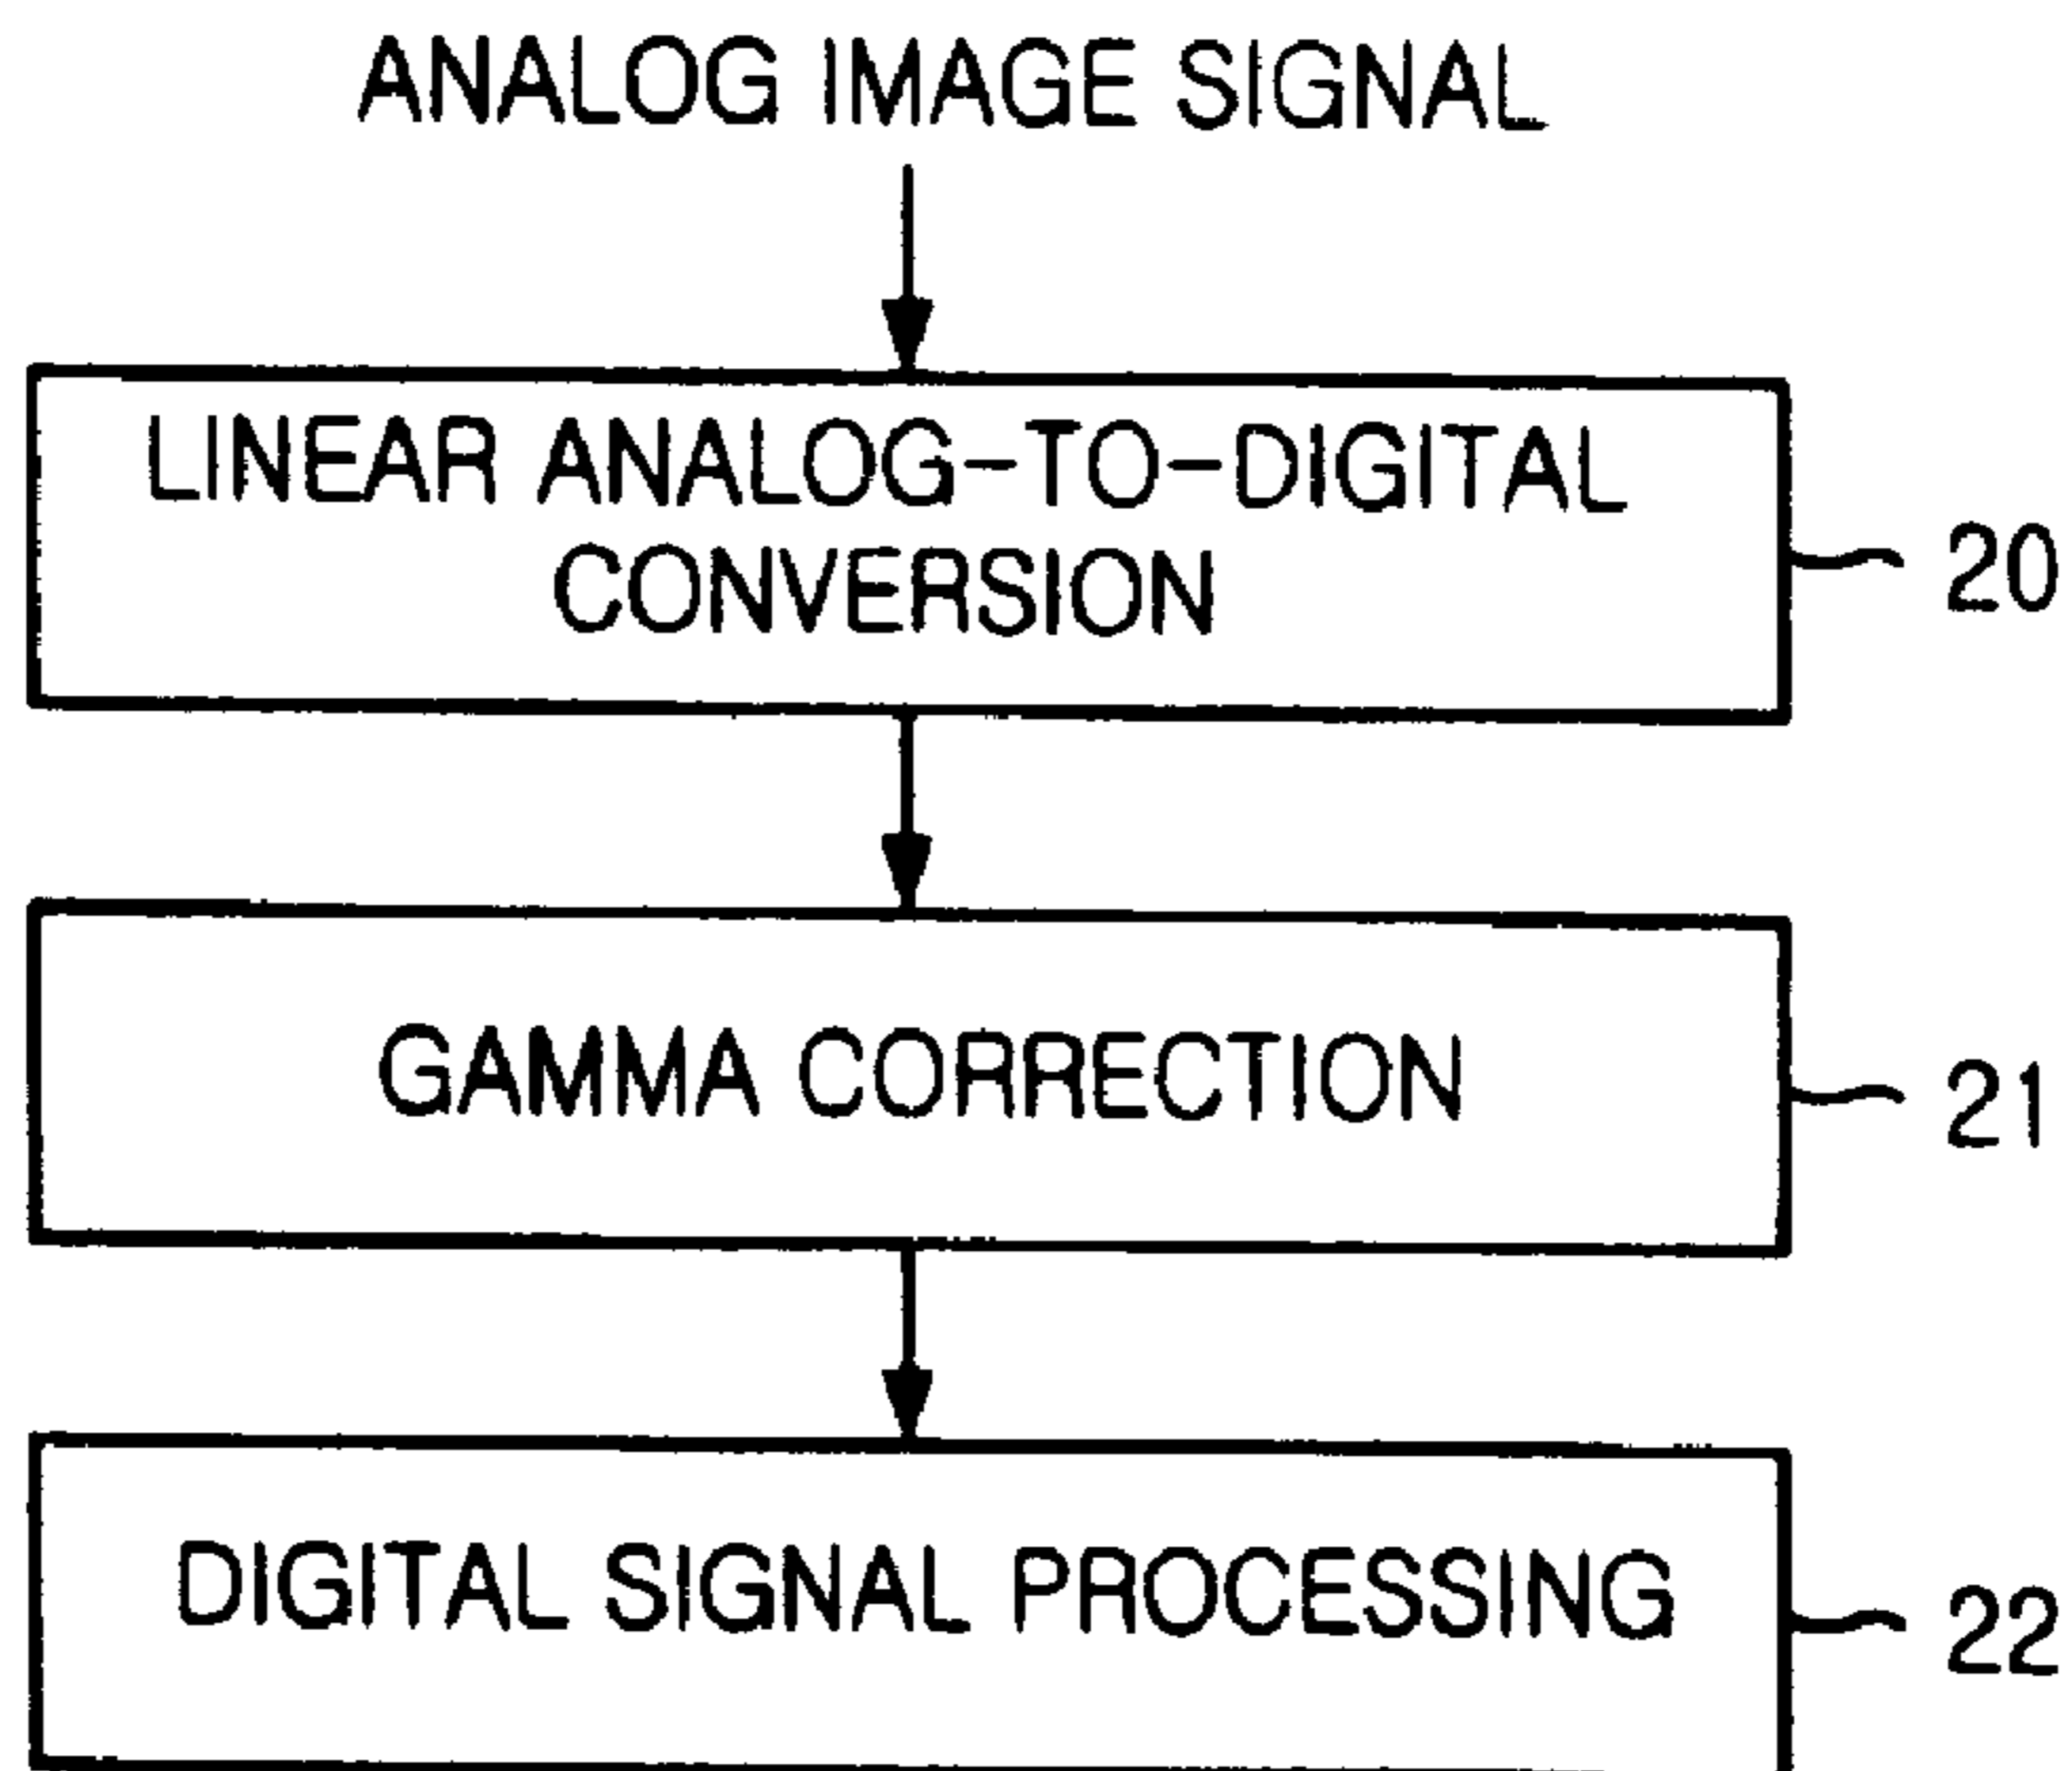 ANALOG IMAGE SIGNAL
LINEAR ANALOG-TO-DIGITAL
CONVERSION
20
GAMMA CORRECTION
21
DIGITAL SIGNAL PROCESSING
22